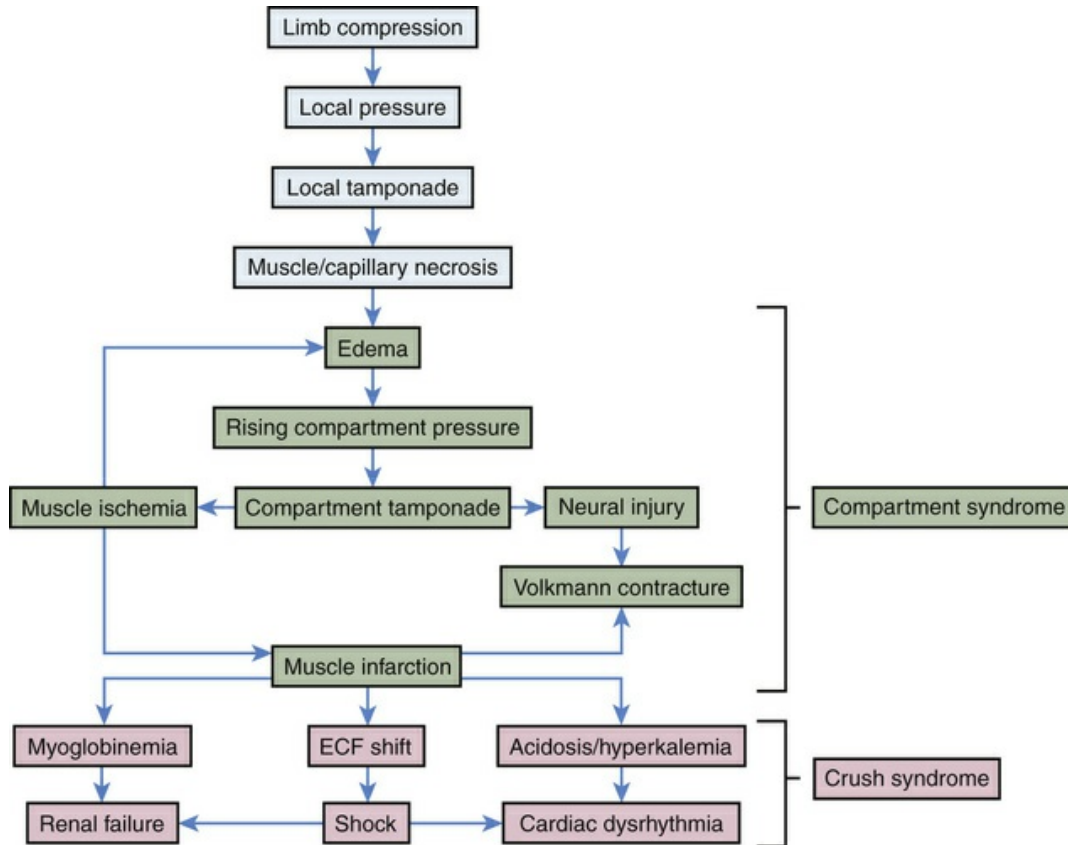 Limb compression
Local pressure
Local tamponade
Muscle/capillary necrosis
Edema
Rising compartment pressure
Muscle ischemia
Compartment tamponade
Neural injury
Compartment syndrome
Volkmann contracture
Muscle infarction
Myoglobinemia
ECF shift
Acidosis/hyperkalemia
Crush syndrome
Renal failure
Shock
Cardiac dysrhythmia